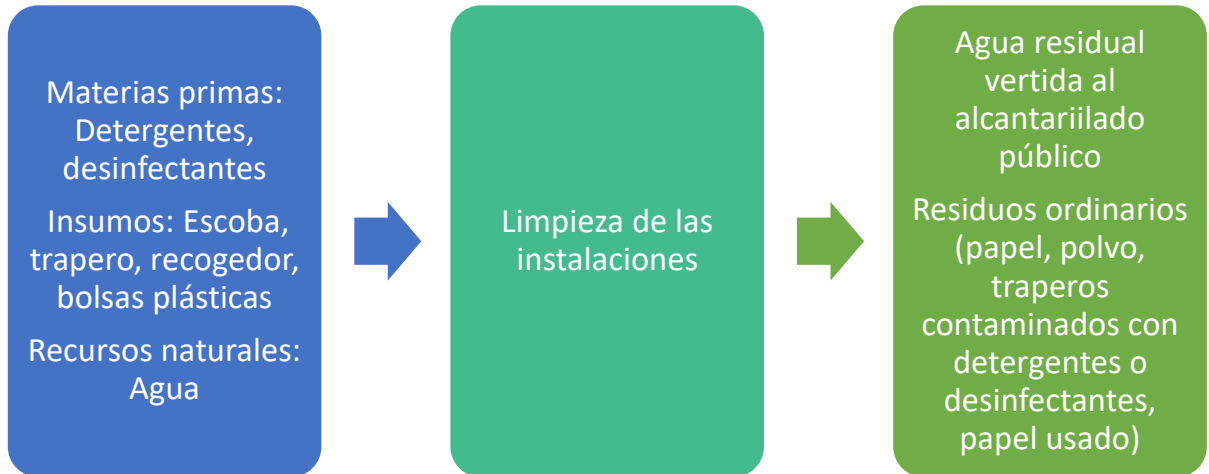 Materias primas:
Detergentes,
desinfectantes
Insumos: Escoba,
trapero, recogedor,
bolsas plásticas
Recursos naturales:
Agua
Limpieza de las
instalaciones
Agua residual
vertida al
alcantariilado
público
Residuos ordinarios
(papel, polvo,
traperos
contaminados con
detergentes o
desinfectantes,
papel usado)